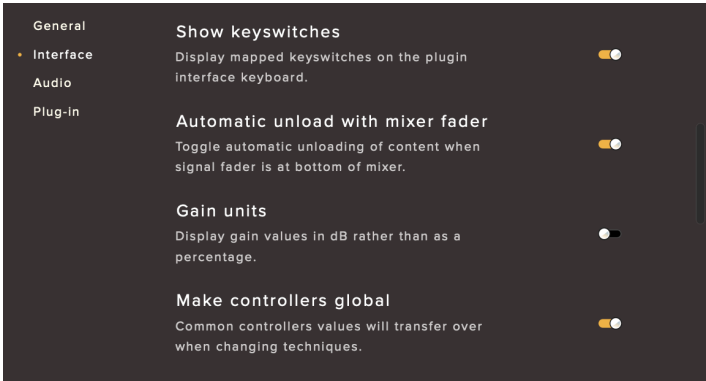 General
Interface
Audio
Plug-in
Show keyswitches
Display mapped keyswitches on the plugin
interface keyboard.
Automatic unload with mixer fader
Toggle automatic unloading of content when
signal fader is at bottom of mixer.
Gain units
Display gain values in dB rather than as a
percentage.
Make controllers global
Common controllers values will transfer over
when changing techniques.